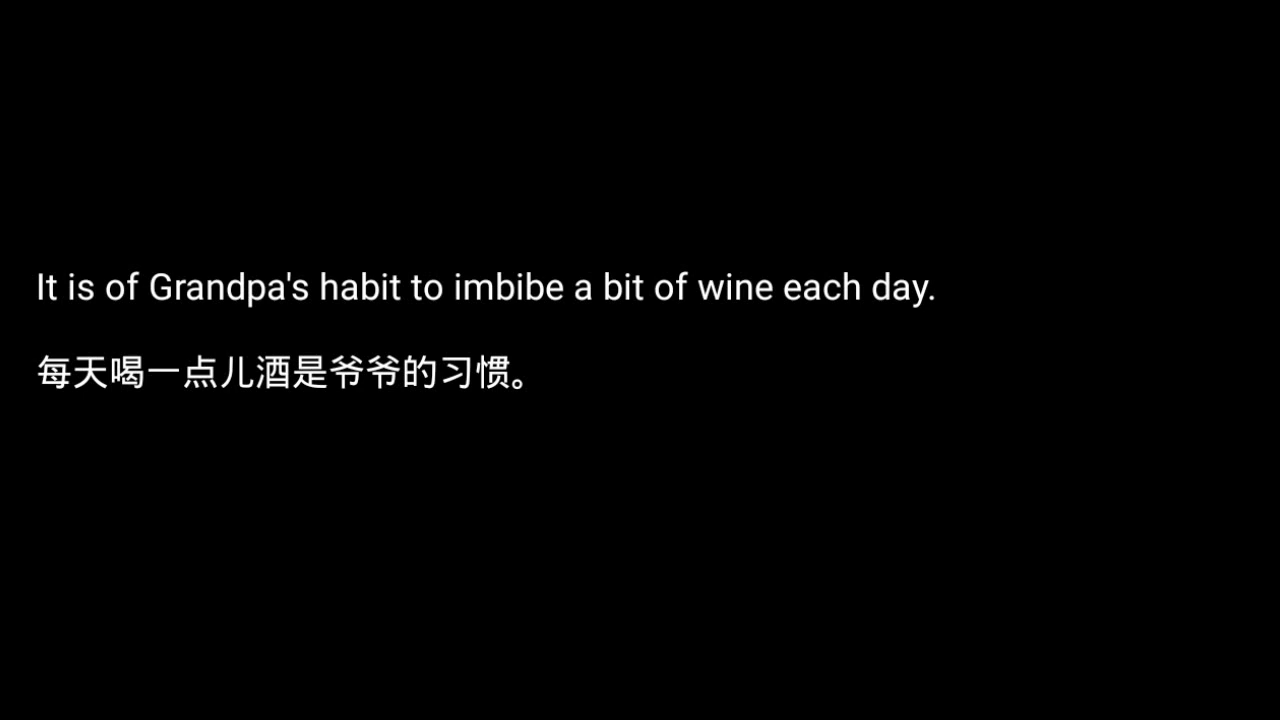 It is of Grandpa's habit to imbibe a bit of wine each day.
每天喝一点儿酒是爷爷的习惯。